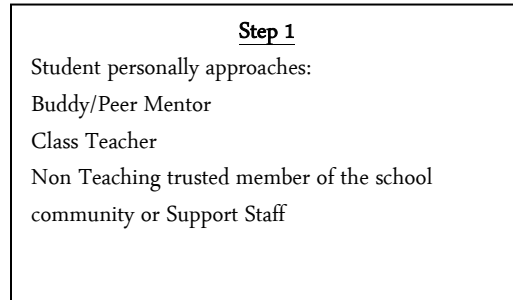 Step 1
Student personally approaches:
Buddy/Peer Mentor
Class Teacher
Non Teaching trusted member of the school
community or Support Staff